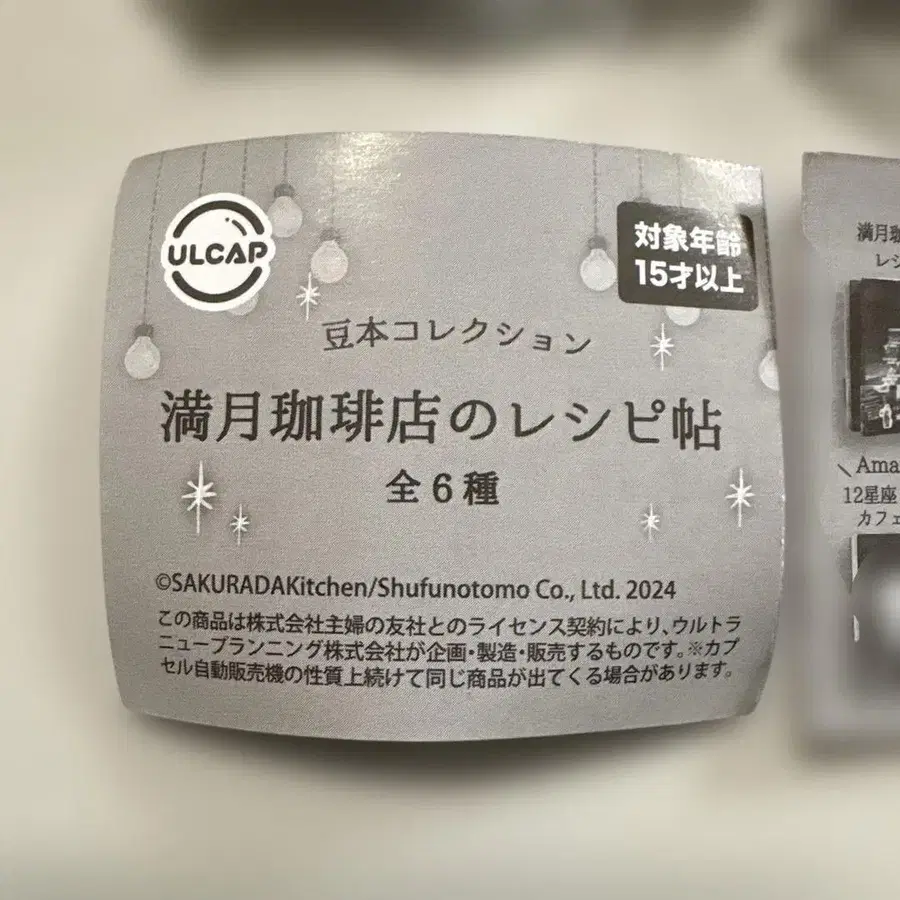 ULCAP
対象年齢
15才以上
豆本コレクション
満月珈琲店のレシピ帖
全6種
©SAKURADAKitchen/Shufunotomo Co., Ltd. 2024
この商品は株式会社主婦の友社とのライセンス契約により、ウルトラ
ニュープランニング株式会社が企画・製造・販売するものです。※カプ
セル自動販売機の性質上続けて同じ商品が出てくる場合があります。
満月
レシ
\ Ama
12星座
カフェ